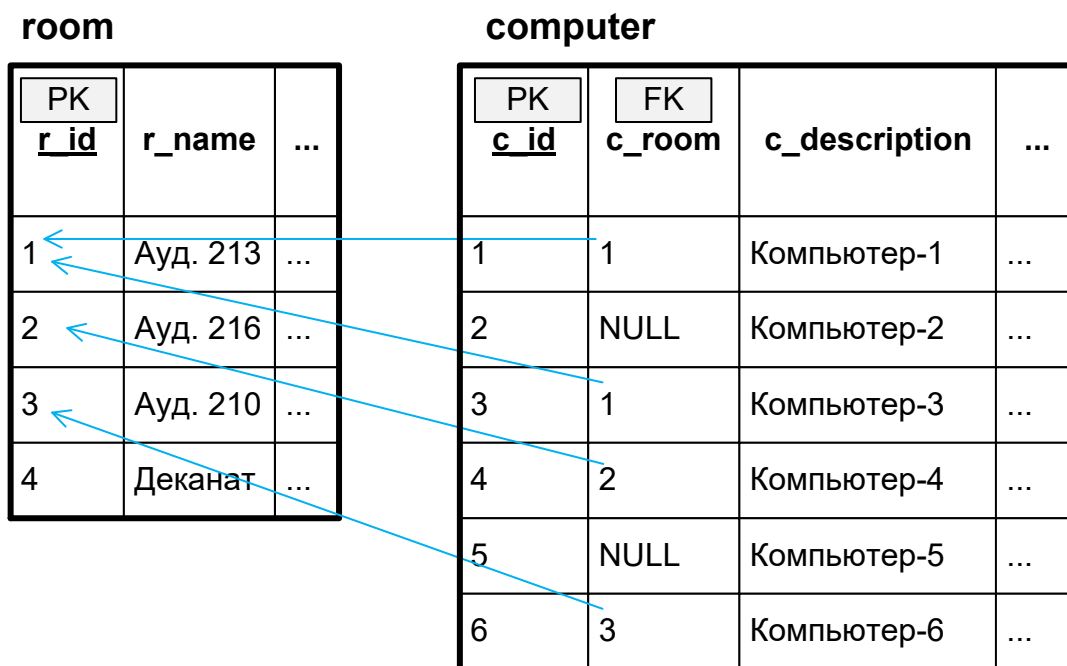 room
PK
r_id r_name ...
1 Ауд. 213 ...
2 Ауд. 216 ...
3 Ауд. 210 ...
4 Деканат ...
computer
PK FK
c_id c_room c_description ...
1 1 Компьютер-1 ...
2 NULL Компьютер-2 ...
3 1 Компьютер-3 ...
4 2 Компьютер-4 ...
5 NULL Компьютер-5 ...
6 3 Компьютер-6 ...